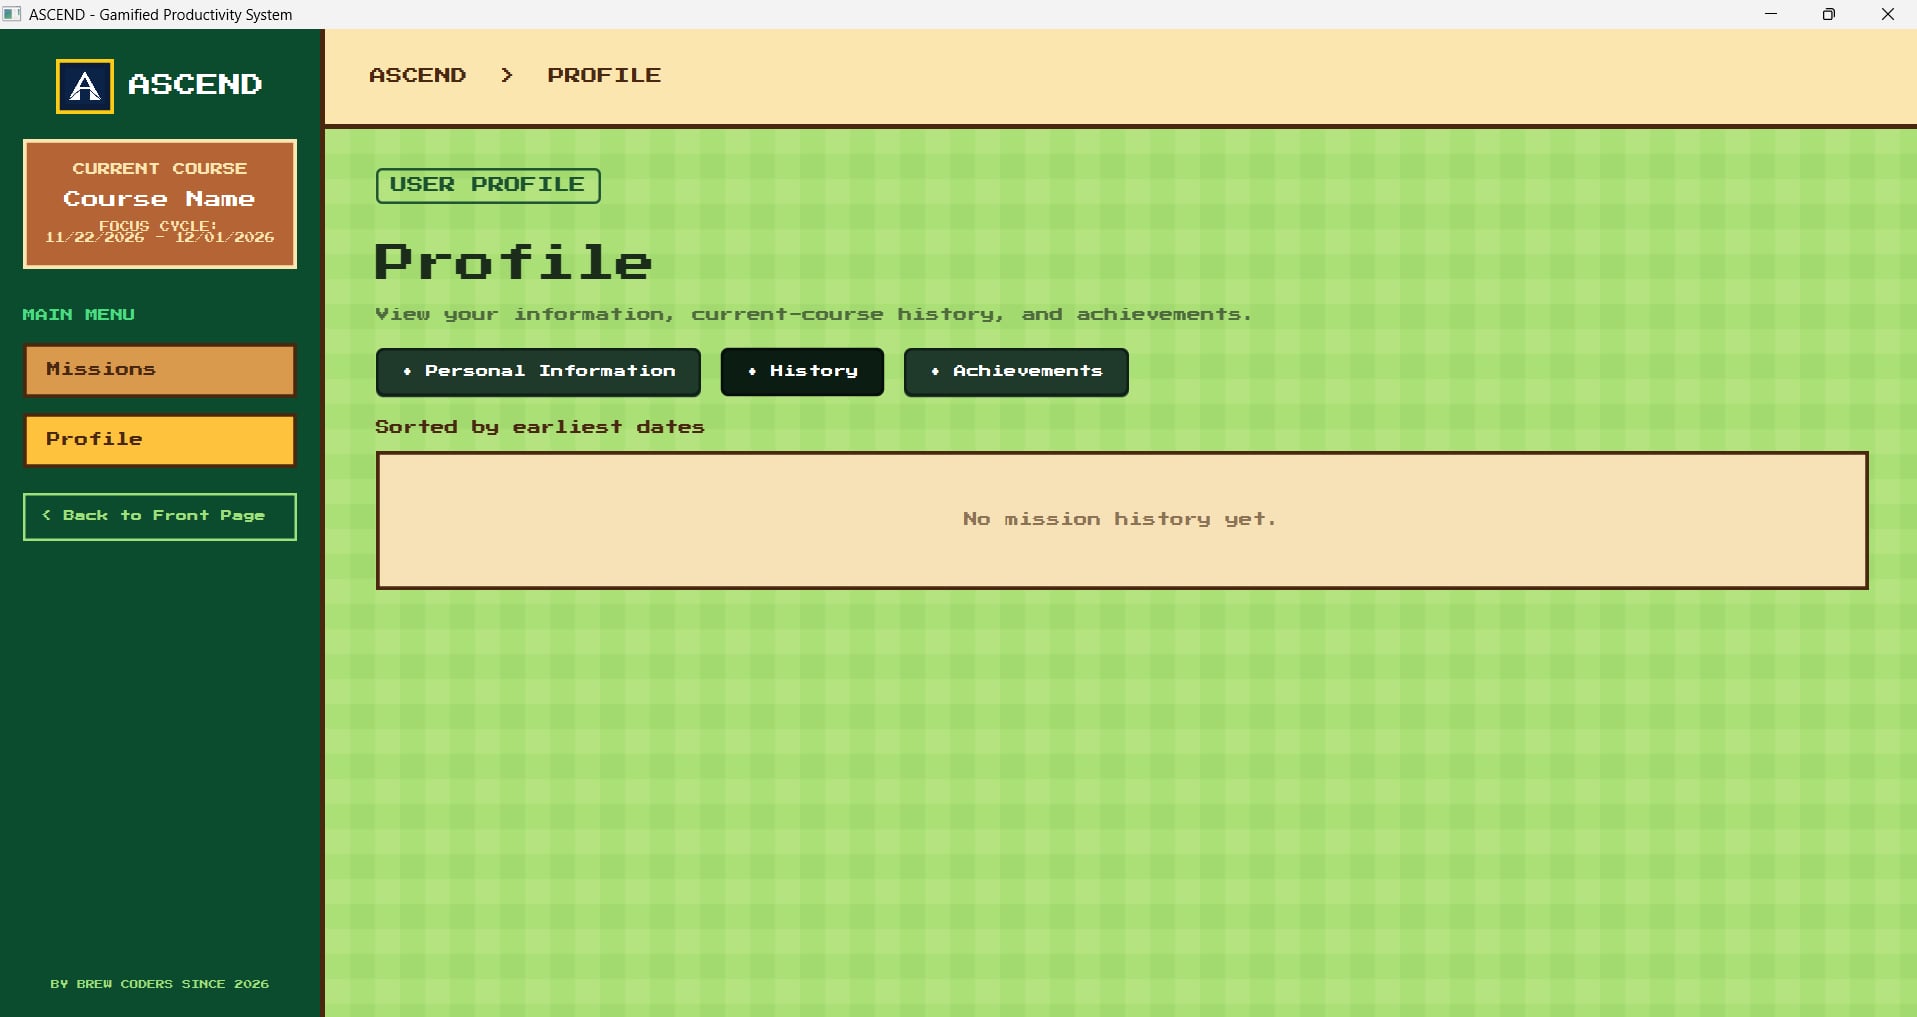 ASCEND - Gamified Productivity System
ASCEND
CURRENT COURSE
Course Name
FOCUS CYCLE:
11/22/2026 - 12/01/2026
MAIN MENU
Missions
Profile
< Back to Front Page
BY BREW CODERS SINCE 2026
ASCEND > PROFILE
USER PROFILE
Profile
View your information, current-course history, and achievements.
• Personal Information
• History
• Achievements
Sorted by earliest dates
No mission history yet.